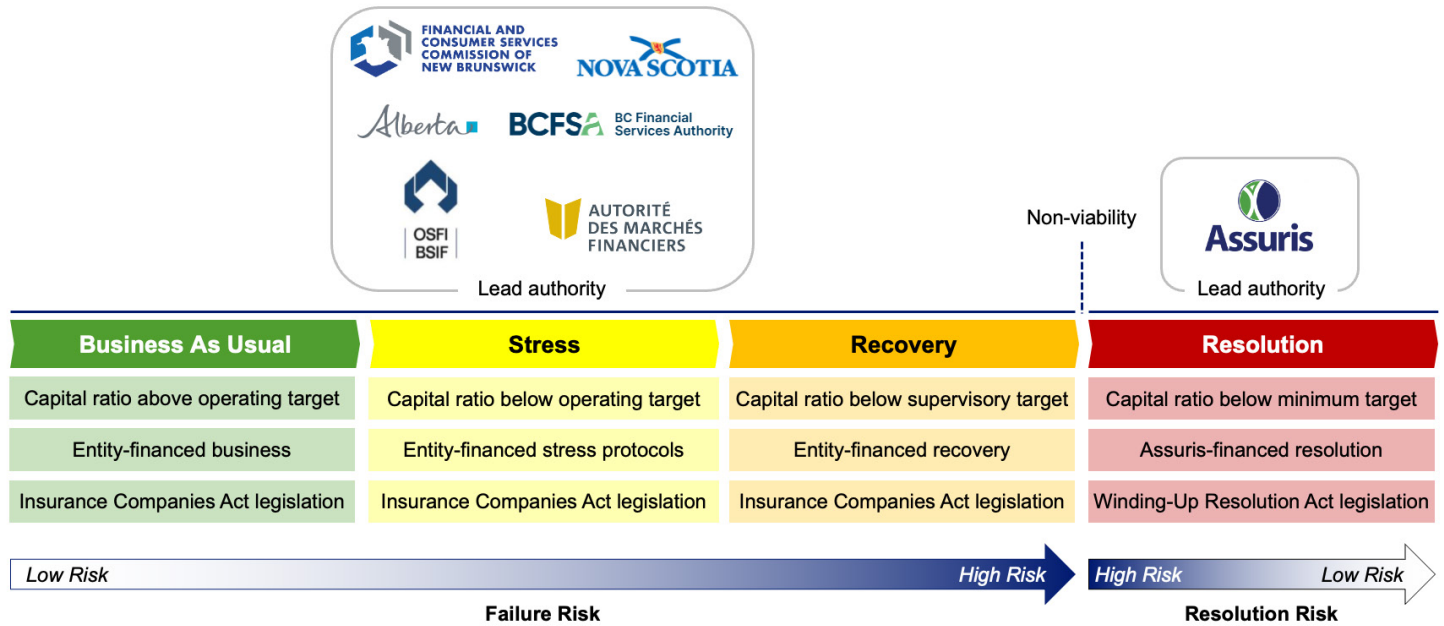 FINANCIAL AND
CONSUMER SERVICES
COMMISSION OF
NEW BRUNSWICK
NOVA SCOTIA
Alberta
BCFSA
BC Financial
Services Authority
OSFI
BSIF
AUTORITÉ
DES MARCHÉS
FINANCIERS
Lead authority
Non-viability
Assuris
Lead authority
Business As Usual
Stress
Recovery
Resolution
Capital ratio above operating target
Capital ratio below operating target
Capital ratio below supervisory target
Capital ratio below minimum target
Entity-financed business
Entity-financed stress protocols
Entity-financed recovery
Assuris-financed resolution
Insurance Companies Act legislation
Insurance Companies Act legislation
Insurance Companies Act legislation
Winding-Up Resolution Act legislation
Low Risk
High Risk
High Risk
Low Risk
Failure Risk
Resolution Risk